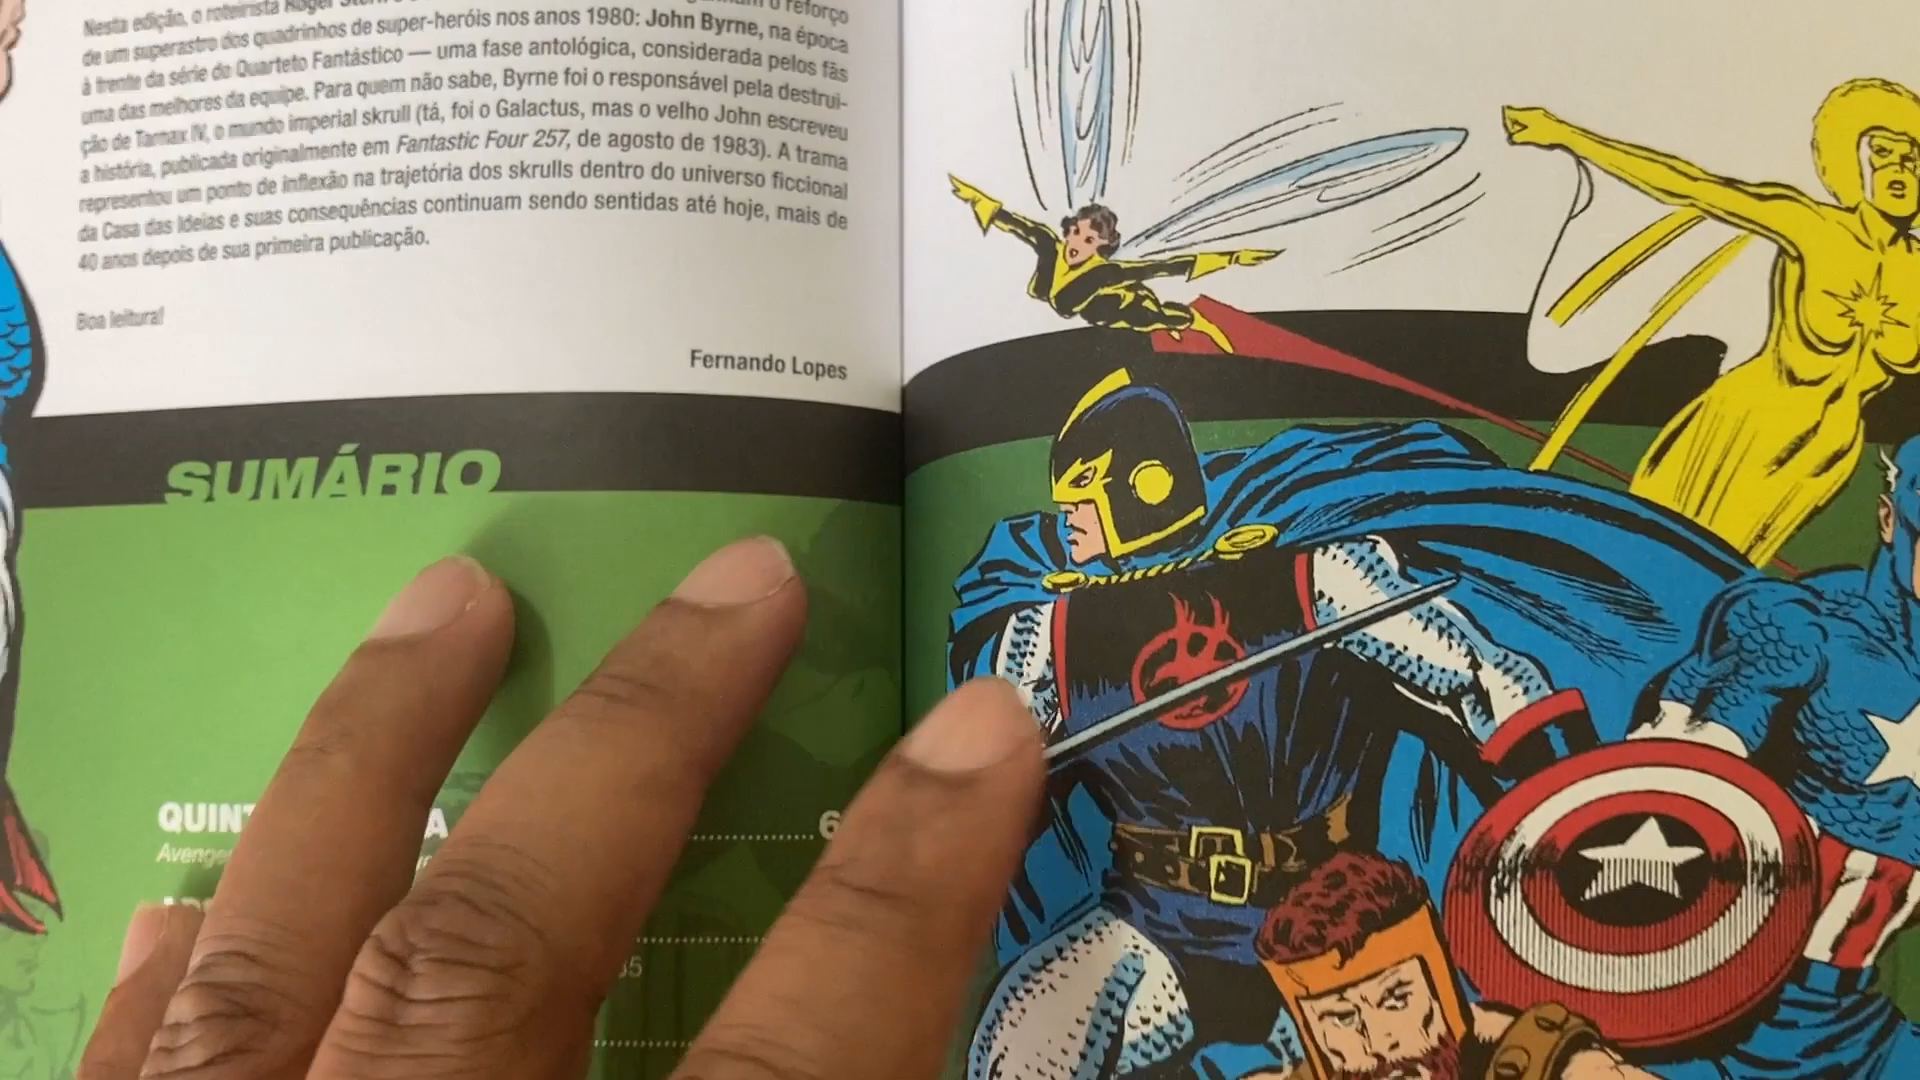 Nesta edição, o roteirista Roger
reforço
de um superastro dos quadrinhos de super-heróis nos anos 1980: John Byrne, na época
à frente da série do Quarteto Fantástico — uma fase antológica, considerada pelos fãs
uma das melhores da equipe. Para quem não sabe, Byrne foi o responsável pela destrui-
ção de Tarnax IV, o mundo imperial skrull (tá, foi o Galactus, mas o velho John escreveu
a história, publicada originalmente em Fantastic Four 257, de agosto de 1983). A trama
representou um ponto de inflexão na trajetória dos skrulls dentro do universo ficcional
da Casa das Ideias e suas consequências continuam sendo sentidas até hoje, mais de
40 anos depois de sua primeira publicação.
Boa leitura!
Fernando Lopes
SUMÁRIO